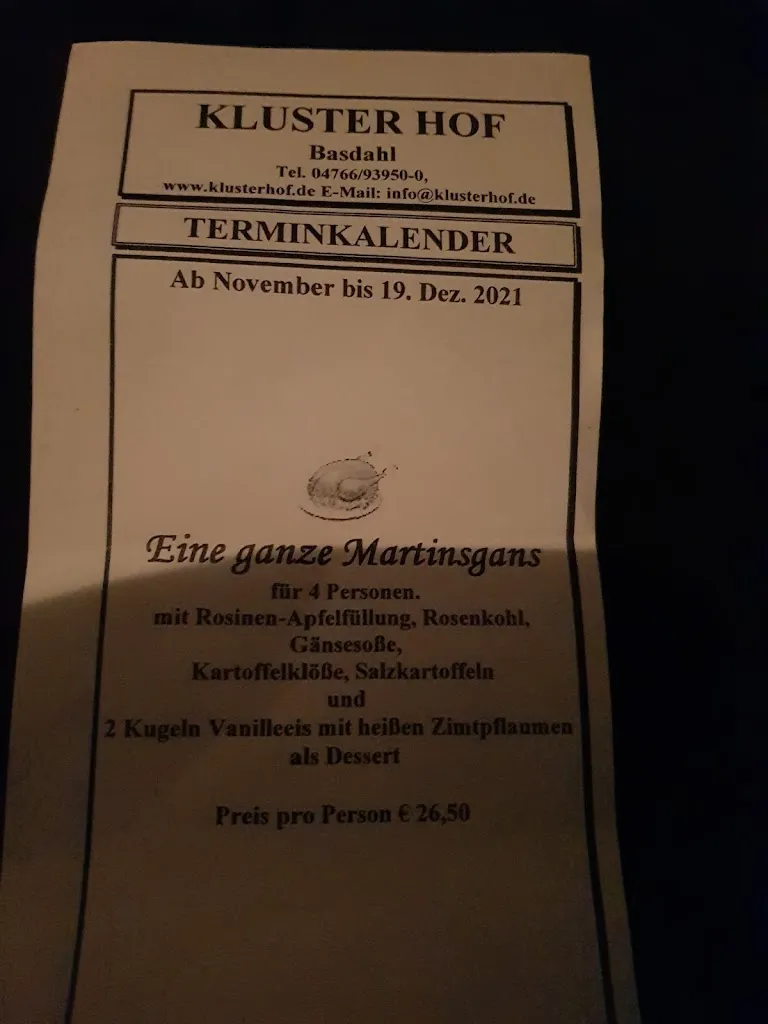 KLUSTER HOF
Basdahl
Tel. 04766/93950-0,
www.klusterhof.de E-Mail: info@klusterhof.de
TERMINKALENDER
Ab November bis 19. Dez. 2021
Eine ganze Martinsgans
für 4 Personen.
mit Rosinen-Apfelfüllung, Rosenkohl,
Gänsesoße,
Kartoffelklöße, Salzkartoffeln
und
2 Kugeln Vanilleeis mit heißen Zimtpflaumen
als Dessert
Preis pro Person € 26,50